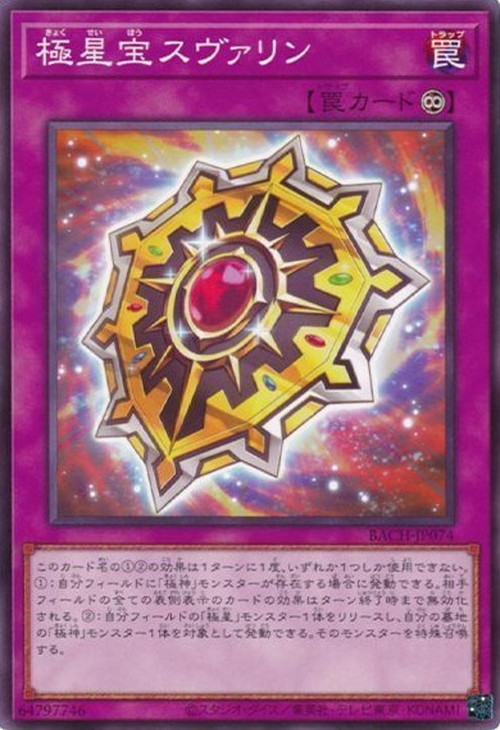 極星宝スヴァリン
罠
【罠カード】
BACH-JP074
このカード名の①②の効果は1ターンに1度、いずれか1つしか使用できない。
①:自分フィールドに「極神」モンスターが存在する場合に発動できる。相手
フィールドの全ての表側表示のカードの効果はターン終了時まで無効化
される。②:自分フィールドの「極星」モンスター1体をリリースし、自分の墓地
の「極神」モンスター1体を対象として発動できる。そのモンスターを特殊召喚
する。
64797746 ©スタジオ・ダイス/集英社・テレビ東京・KONAMI